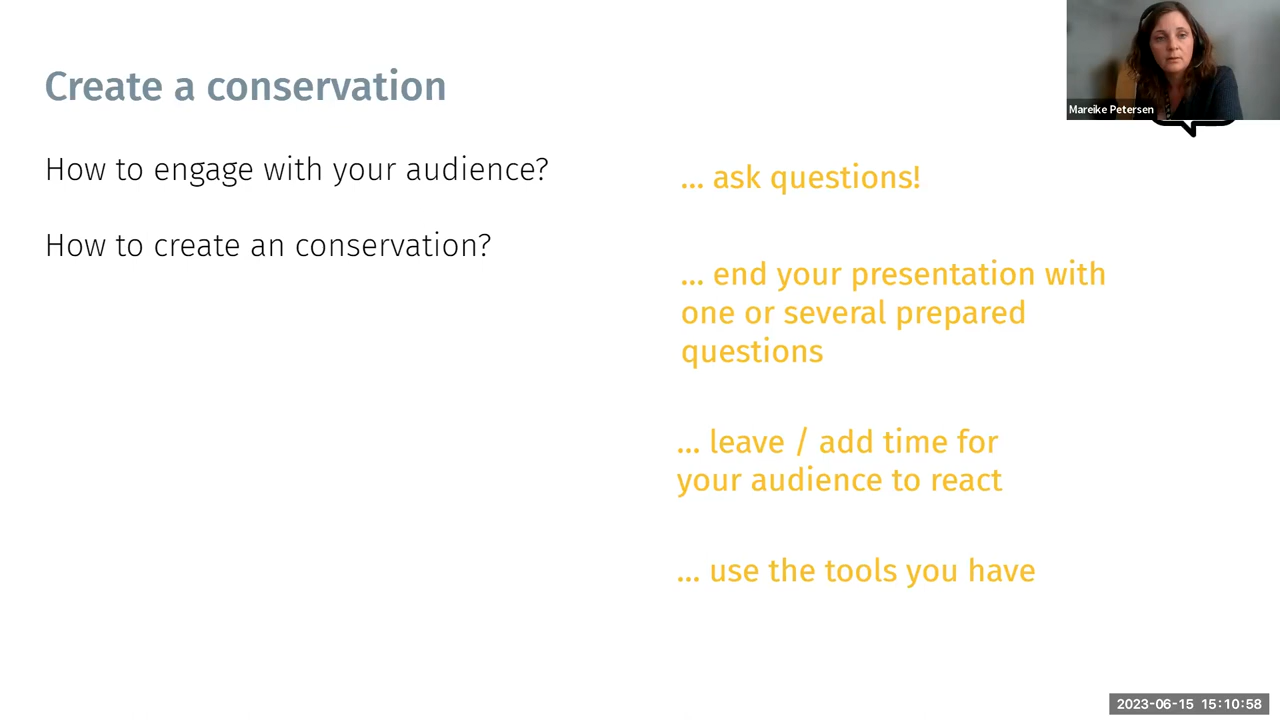 Create a conservation
Mareike Petersen
How to engage with your audience?
... ask questions!
How to create an conservation?
... end your presentation with
one or several prepared
questions
... leave / add time for
your audience to react
... use the tools you have
2023-06-15 15:10:58